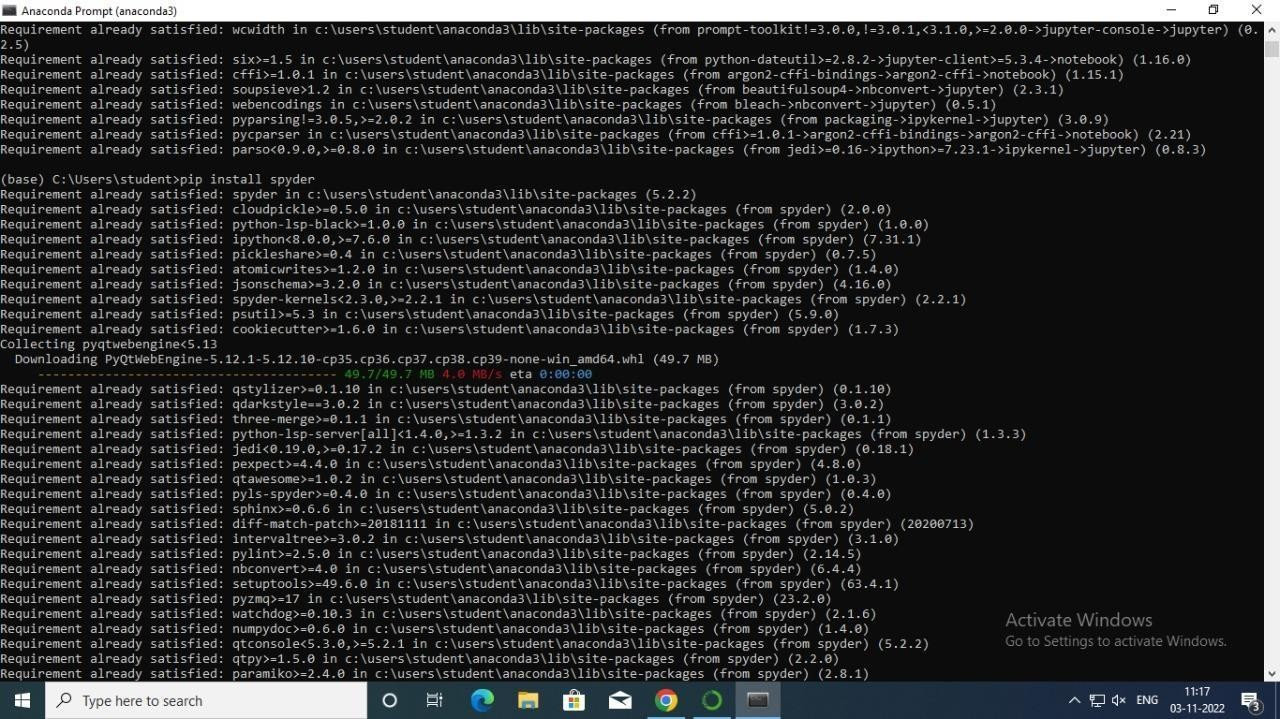 Anaconda Prompt (anaconda3)
Requirement already satisfied: wcwidth in c:\users\student\anaconda3\lib\site-packages (from prompt-toolkit!=3.0.0,!=3.0.1,<3.1.0,>=2.0.0->jupyter-console->jupyter) (0.
2.5)
Requirement already satisfied: six>=1.5 in c:\users\student\anaconda3\lib\site-packages (from python-dateutil>=2.8.2->jupyter-client>=5.3.4->notebook) (1.16.0)
Requirement already satisfied: cffi>=1.0.1 in c:\users\student\anaconda3\lib\site-packages (from argon2-cffi-bindings->argon2-cffi->notebook) (1.15.1)
Requirement already satisfied: soupsieve>1.2 in c:\users\student\anaconda3\lib\site-packages (from beautifulsoup4->nbconvert->jupyter) (2.3.1)
Requirement already satisfied: webencodings in c:\users\student\anaconda3\lib\site-packages (from bleach->nbconvert->jupyter) (0.5.1)
Requirement already satisfied: pyparsing!=3.0.5,>=2.0.2 in c:\users\student\anaconda3\lib\site-packages (from packaging->ipykernel->jupyter) (3.0.9)
Requirement already satisfied: pycparser in c:\users\student\anaconda3\lib\site-packages (from cffi>=1.0.1->argon2-cffi-bindings->argon2-cffi->notebook) (2.21)
Requirement already satisfied: parso<0.9.0,>=0.8.0 in c:\users\student\anaconda3\lib\site-packages (from jedi>=0.16->ipython>=7.23.1->ipykernel->jupyter) (0.8.3)
(base) C:\Users\student>pip install spyder
Requirement already satisfied: spyder in c:\users\student\anaconda3\lib\site-packages (5.2.2)
Requirement already satisfied: cloudpickle>=0.5.0 in c:\users\student\anaconda3\lib\site-packages (from spyder) (2.0.0)
Requirement already satisfied: python-lsp-black>=1.0.0 in c:\users\student\anaconda3\lib\site-packages (from spyder) (1.0.0)
Requirement already satisfied: ipython<8.0.0,>=7.6.0 in c:\users\student\anaconda3\lib\site-packages (from spyder) (7.31.1)
Requirement already satisfied: pickleshare>=0.4 in c:\users\student\anaconda3\lib\site-packages (from spyder) (0.7.5)
Requirement already satisfied: atomicwrites>=1.2.0 in c:\users\student\anaconda3\lib\site-packages (from spyder) (1.4.0)
Requirement already satisfied: jsonschema>=3.2.0 in c:\users\student\anaconda3\lib\site-packages (from spyder) (4.16.0)
Requirement already satisfied: spyder-kernels<2.3.0,>=2.2.1 in c:\users\student\anaconda3\lib\site-packages (from spyder) (2.2.1)
Requirement already satisfied: psutil>=5.3 in c:\users\student\anaconda3\lib\site-packages (from spyder) (5.9.0)
Requirement already satisfied: cookiecutter>=1.6.0 in c:\users\student\anaconda3\lib\site-packages (from spyder) (1.7.3)
Collecting pyqtwebengine<5.13
Downloading PyQtWebEngine-5.12.1-5.12.10-cp35.cp36.cp37.cp38.cp39-none-win_amd64.whl (49.7 MB)
---------------------------------------- 49.7/49.7 MB 4.0 MB/s eta 0:00:00
Requirement already satisfied: qstylizer>=0.1.10 in c:\users\student\anaconda3\lib\site-packages (from spyder) (0.1.10)
Requirement already satisfied: qdarkstyle==3.0.2 in c:\users\student\anaconda3\lib\site-packages (from spyder) (3.0.2)
Requirement already satisfied: three-merge>=0.1.1 in c:\users\student\anaconda3\lib\site-packages (from spyder) (0.1.1)
Requirement already satisfied: python-lsp-server[all]<1.4.0,>=1.3.2 in c:\users\student\anaconda3\lib\site-packages (from spyder) (1.3.3)
Requirement already satisfied: jedi<0.19.0,>=0.17.2 in c:\users\student\anaconda3\lib\site-packages (from spyder) (0.18.1)
Requirement already satisfied: pexpect>=4.4.0 in c:\users\student\anaconda3\lib\site-packages (from spyder) (4.8.0)
Requirement already satisfied: qtawesome>=1.0.2 in c:\users\student\anaconda3\lib\site-packages (from spyder) (1.0.3)
Requirement already satisfied: pyls-spyder>=0.4.0 in c:\users\student\anaconda3\lib\site-packages (from spyder) (0.4.0)
Requirement already satisfied: sphinx>=0.6.6 in c:\users\student\anaconda3\lib\site-packages (from spyder) (5.0.2)
Requirement already satisfied: diff-match-patch>=20181111 in c:\users\student\anaconda3\lib\site-packages (from spyder) (20200713)
Requirement already satisfied: intervaltree>=3.0.2 in c:\users\student\anaconda3\lib\site-packages (from spyder) (3.1.0)
Requirement already satisfied: pylint>=2.5.0 in c:\users\student\anaconda3\lib\site-packages (from spyder) (2.14.5)
Requirement already satisfied: nbconvert>=4.0 in c:\users\student\anaconda3\lib\site-packages (from spyder) (6.4.4)
Requirement already satisfied: setuptools>=49.6.0 in c:\users\student\anaconda3\lib\site-packages (from spyder) (63.4.1)
Requirement already satisfied: pyzmq>=17 in c:\users\student\anaconda3\lib\site-packages (from spyder) (23.2.0)
Requirement already satisfied: watchdog>=0.10.3 in c:\users\student\anaconda3\lib\site-packages (from spyder) (2.1.6)
Requirement already satisfied: numpydoc>=0.6.0 in c:\users\student\anaconda3\lib\site-packages (from spyder) (1.4.0)
Requirement already satisfied: qtconsole<5.3.0,>=5.2.1 in c:\users\student\anaconda3\lib\site-packages (from spyder) (5.2.2)
Requirement already satisfied: qtpy>=1.5.0 in c:\users\student\anaconda3\lib\site-packages (from spyder) (2.2.0)
Requirement already satisfied: paramiko>=2.4.0 in c:\users\student\anaconda3\lib\site-packages (from spyder) (2.8.1)
Activate Windows
Go to Settings to activate Windows.
Type here to search
ENG
11:17
03-11-2022
3